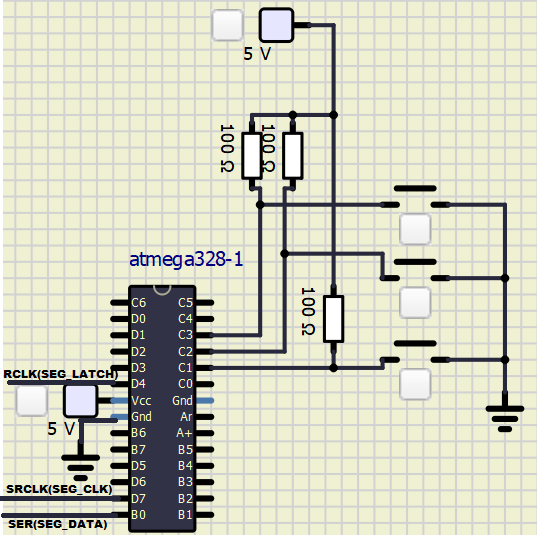 5 V
100 Ω
100 Ω
atmega328-1
100 Ω
C6 C5
D0 C4
D1 C3
D2 C2
D3 C1
RCLK(SEG_LATCH)
D4 C0
Vcc Gnd
Gnd Ar
5 V
B6 A+
B7 B5
D5 B4
D6 B3
SRCLK(SEG_CLK)
D7 B2
B0 B1
SER(SEG_DATA)